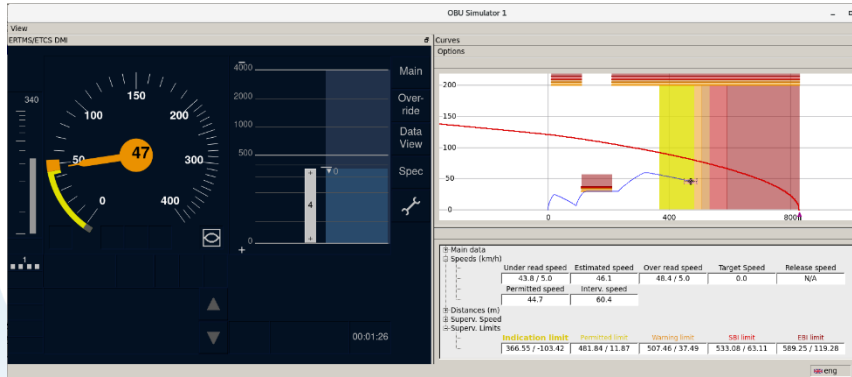 OBU Simulator 1
View
ERTMS/ETCS DMI
340
1
0
50
100
150
200
300
400
47
4000
2000
1000
500
0
0
4
+
+
+
Main
Over-
ride
Data
View
Spec
00:01:26
Curves
Options
200
150
100
50
0
0
400
800
Main data
Speeds (km/h)
Under read speed Estimated speed Over read speed Target Speed Release speed
43.8 / 5.0 46.1 48.4 / 5.0 0.0 N/A
Permitted speed Interv. speed
44.7 60.4
Distances (m)
Superv. Speed
Superv. Limits
Indication limit Permitted limit Warning limit SBI limit EBI limit
366.55 / -103.42 481.84 / 11.87 507.46 / 37.49 533.08 / 63.11 589.25 / 119.28
eng